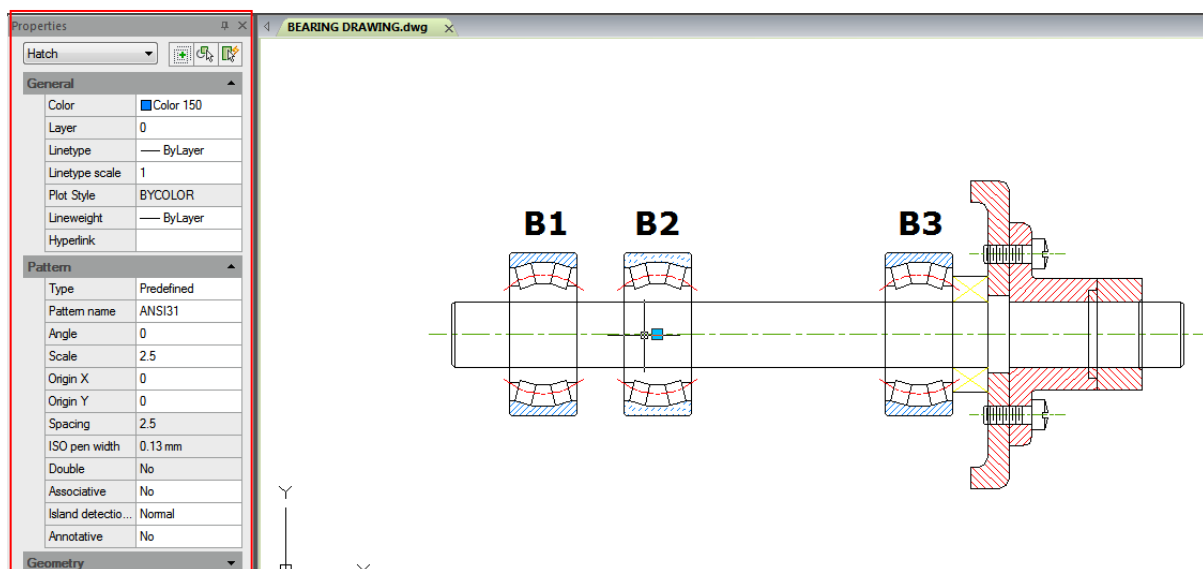 Properties
BEARING DRAWING.dwg
Hatch
General
Color Color 150
Layer 0
Linetype ByLayer
Linetype scale 1
Plot Style BYCOLOR
Lineweight ByLayer
Hyperlink
Pattern
Type Predefined
Pattern name ANSI31
Angle 0
Scale 2.5
Origin X 0
Origin Y 0
Spacing 2.5
ISO pen width 0.13 mm
Double No
Associative No
Island detectio... Normal
Annotative No
Geometry
B1 B2 B3
Y